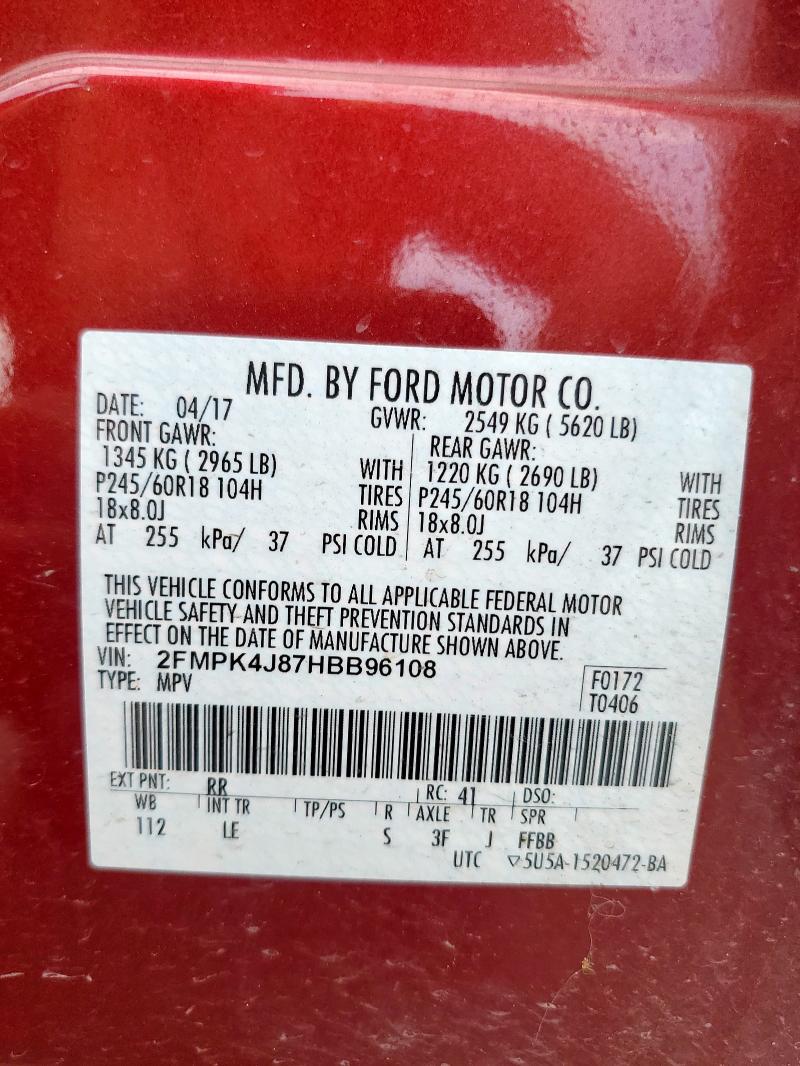 MFD. BY FORD MOTOR CO.
DATE: 04/17 GVWR: 2549 KG ( 5620 LB)
FRONT GAWR: REAR GAWR:
1345 KG ( 2965 LB) WITH 1220 KG ( 2690 LB) WITH
P245/60R18 104H TIRES P245/60R18 104H TIRES
18x8.0J RIMS 18x8.0J RIMS
AT 255 kPa/ 37 PSI COLD AT 255 kPa/ 37 PSI COLD
THIS VEHICLE CONFORMS TO ALL APPLICABLE FEDERAL MOTOR
VEHICLE SAFETY AND THEFT PREVENTION STANDARDS IN
EFFECT ON THE DATE OF MANUFACTURE SHOWN ABOVE.
VIN: 2FMPK4J87HBB96108 F0172
TYPE: MPV T0406
EXT PNT: RR RC: 41 DSO:
WB INT TR TP/PS R AXLE TR SPR
112 LE S 3F J FFBB
UTC ▽5U5A-1520472-BA